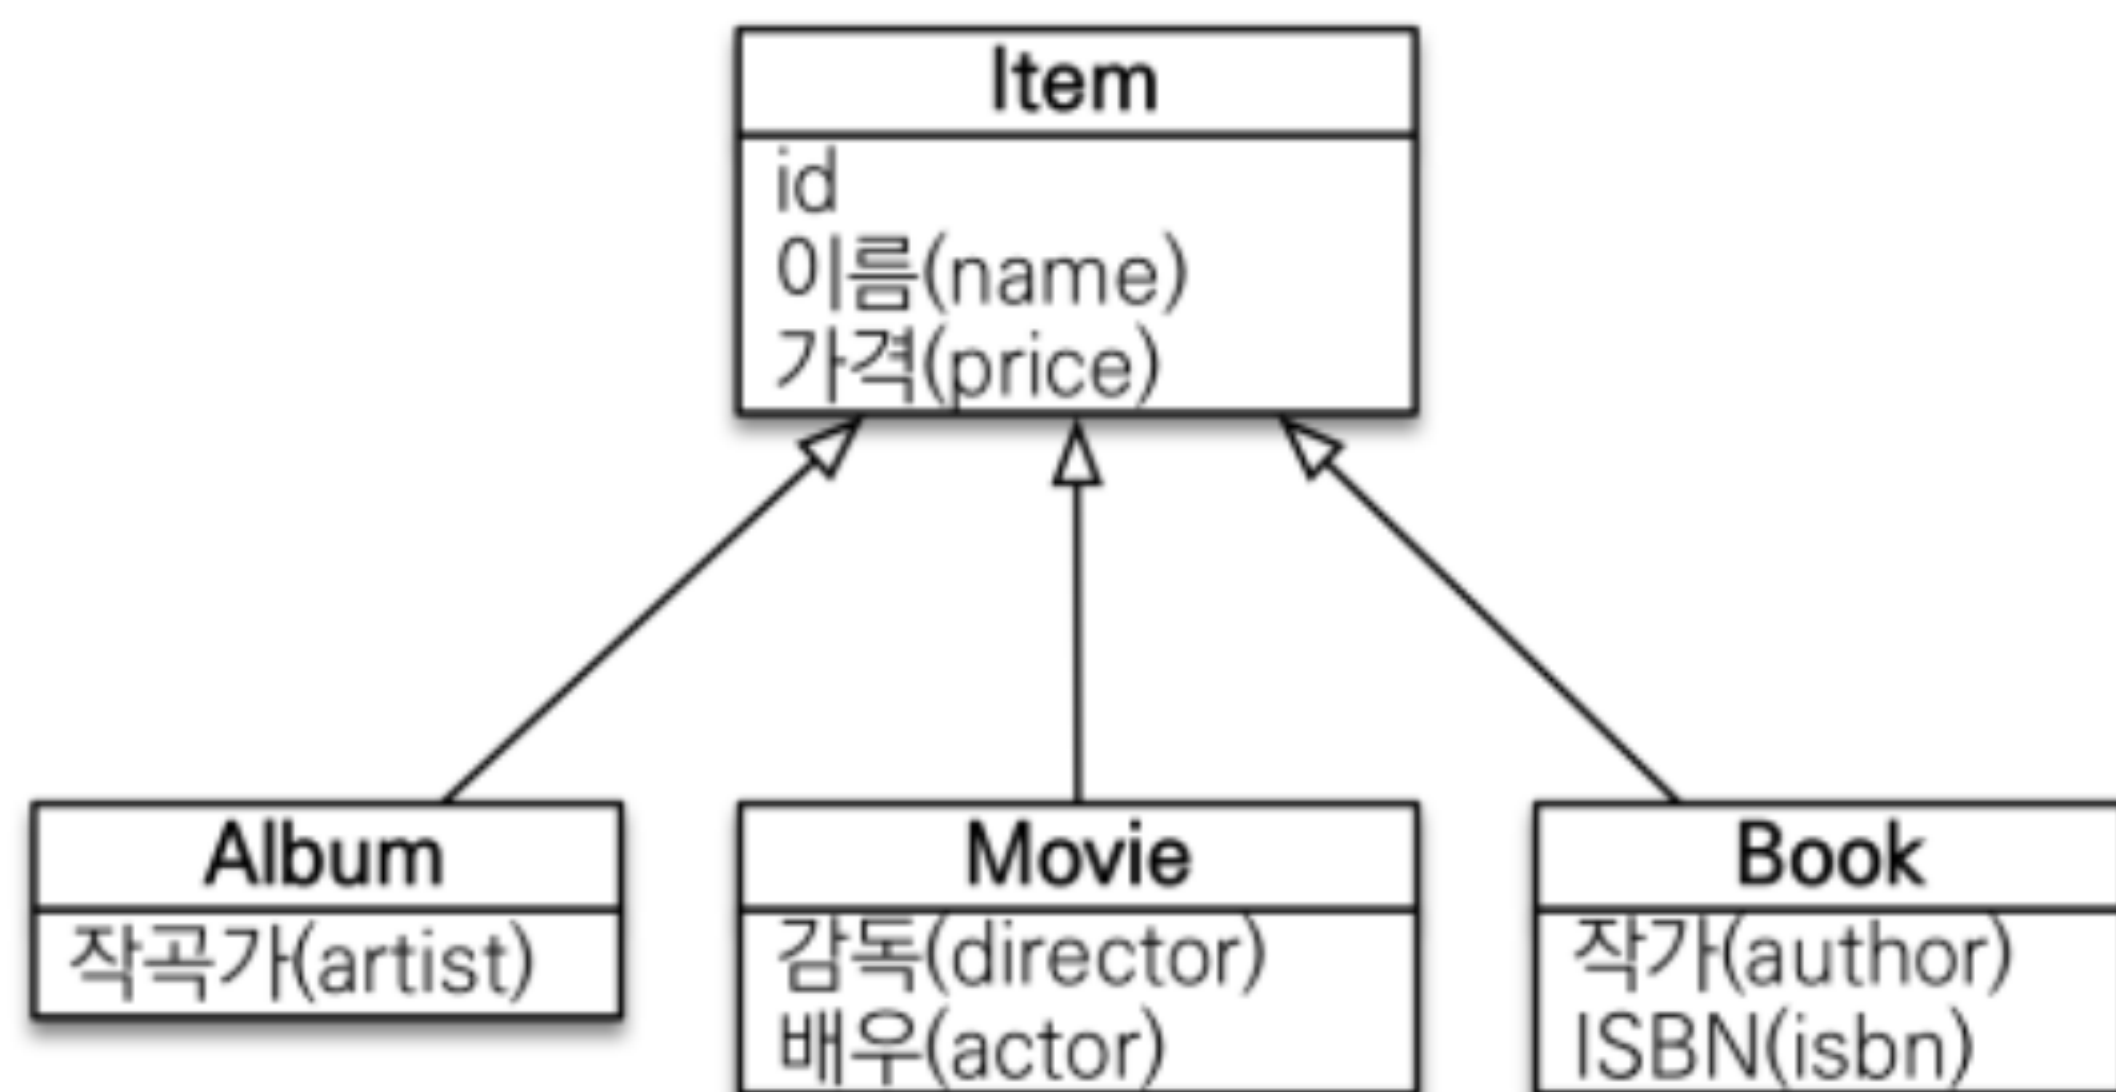 Item
id
이름(name)
가격(price)
Album
작곡가(artist)
Movie
감독(director)
배우(actor)
Book
작가(author)
ISBN(isbn)